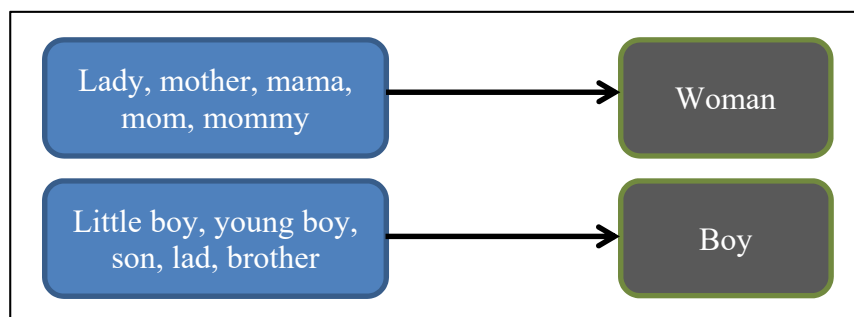 Lady, mother, mama,
mom, mommy
Woman
Little boy, young boy,
son, lad, brother
Boy